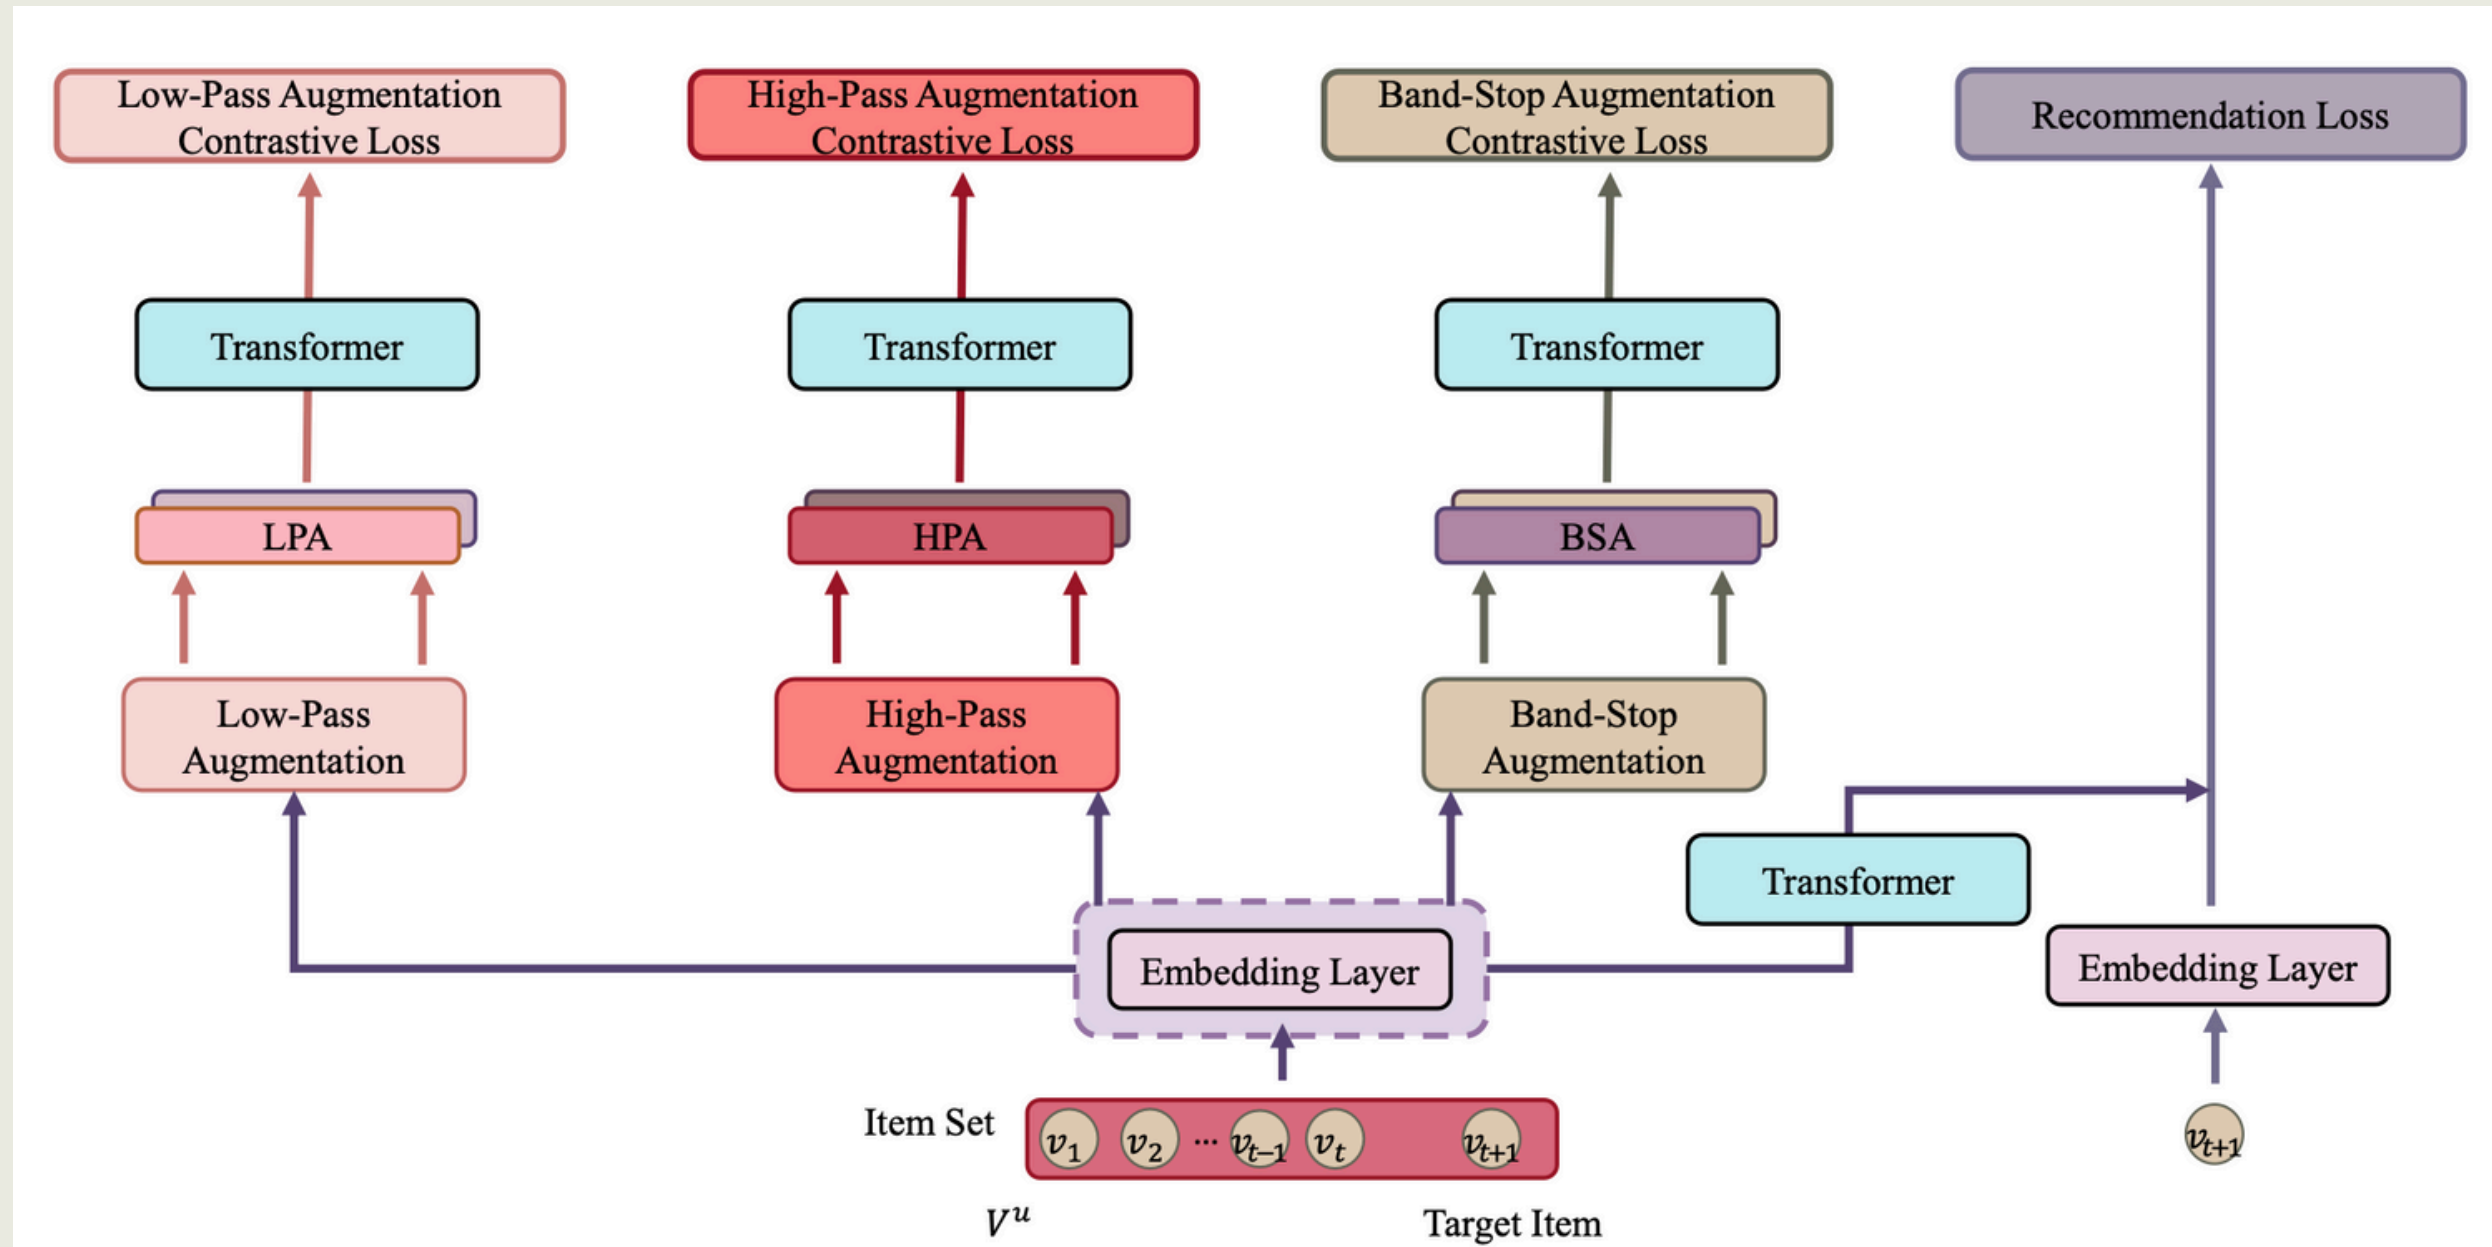 Low-Pass Augmentation
Contrastive Loss
High-Pass Augmentation
Contrastive Loss
Band-Stop Augmentation
Contrastive Loss
Recommendation Loss
Transformer
Transformer
Transformer
LPA
HPA
BSA
Low-Pass
Augmentation
High-Pass
Augmentation
Band-Stop
Augmentation
Transformer
Embedding Layer
Embedding Layer
Item Set
v₁ v₂ ... vₜ₋₁ vₜ vₜ₊₁
vₜ₊₁
Vᵘ
Target Item